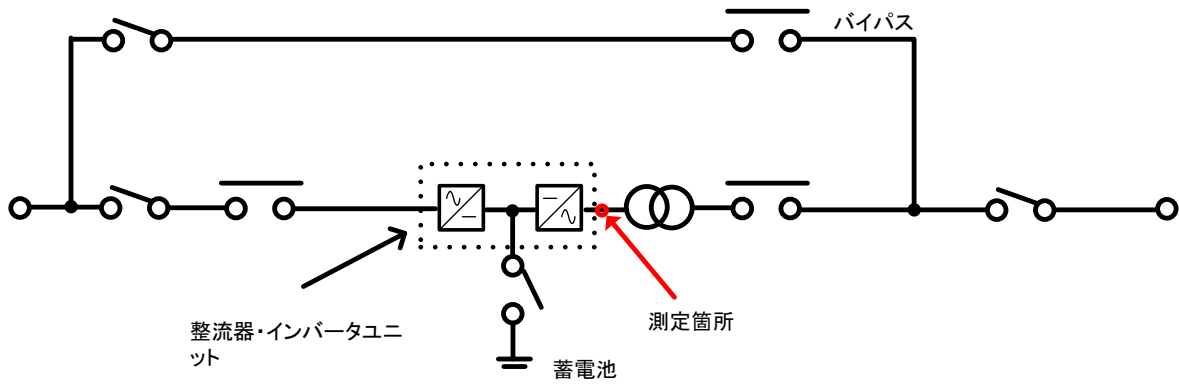 バイパス
整流器・インバータユニ
ット
測定箇所
蓄電池